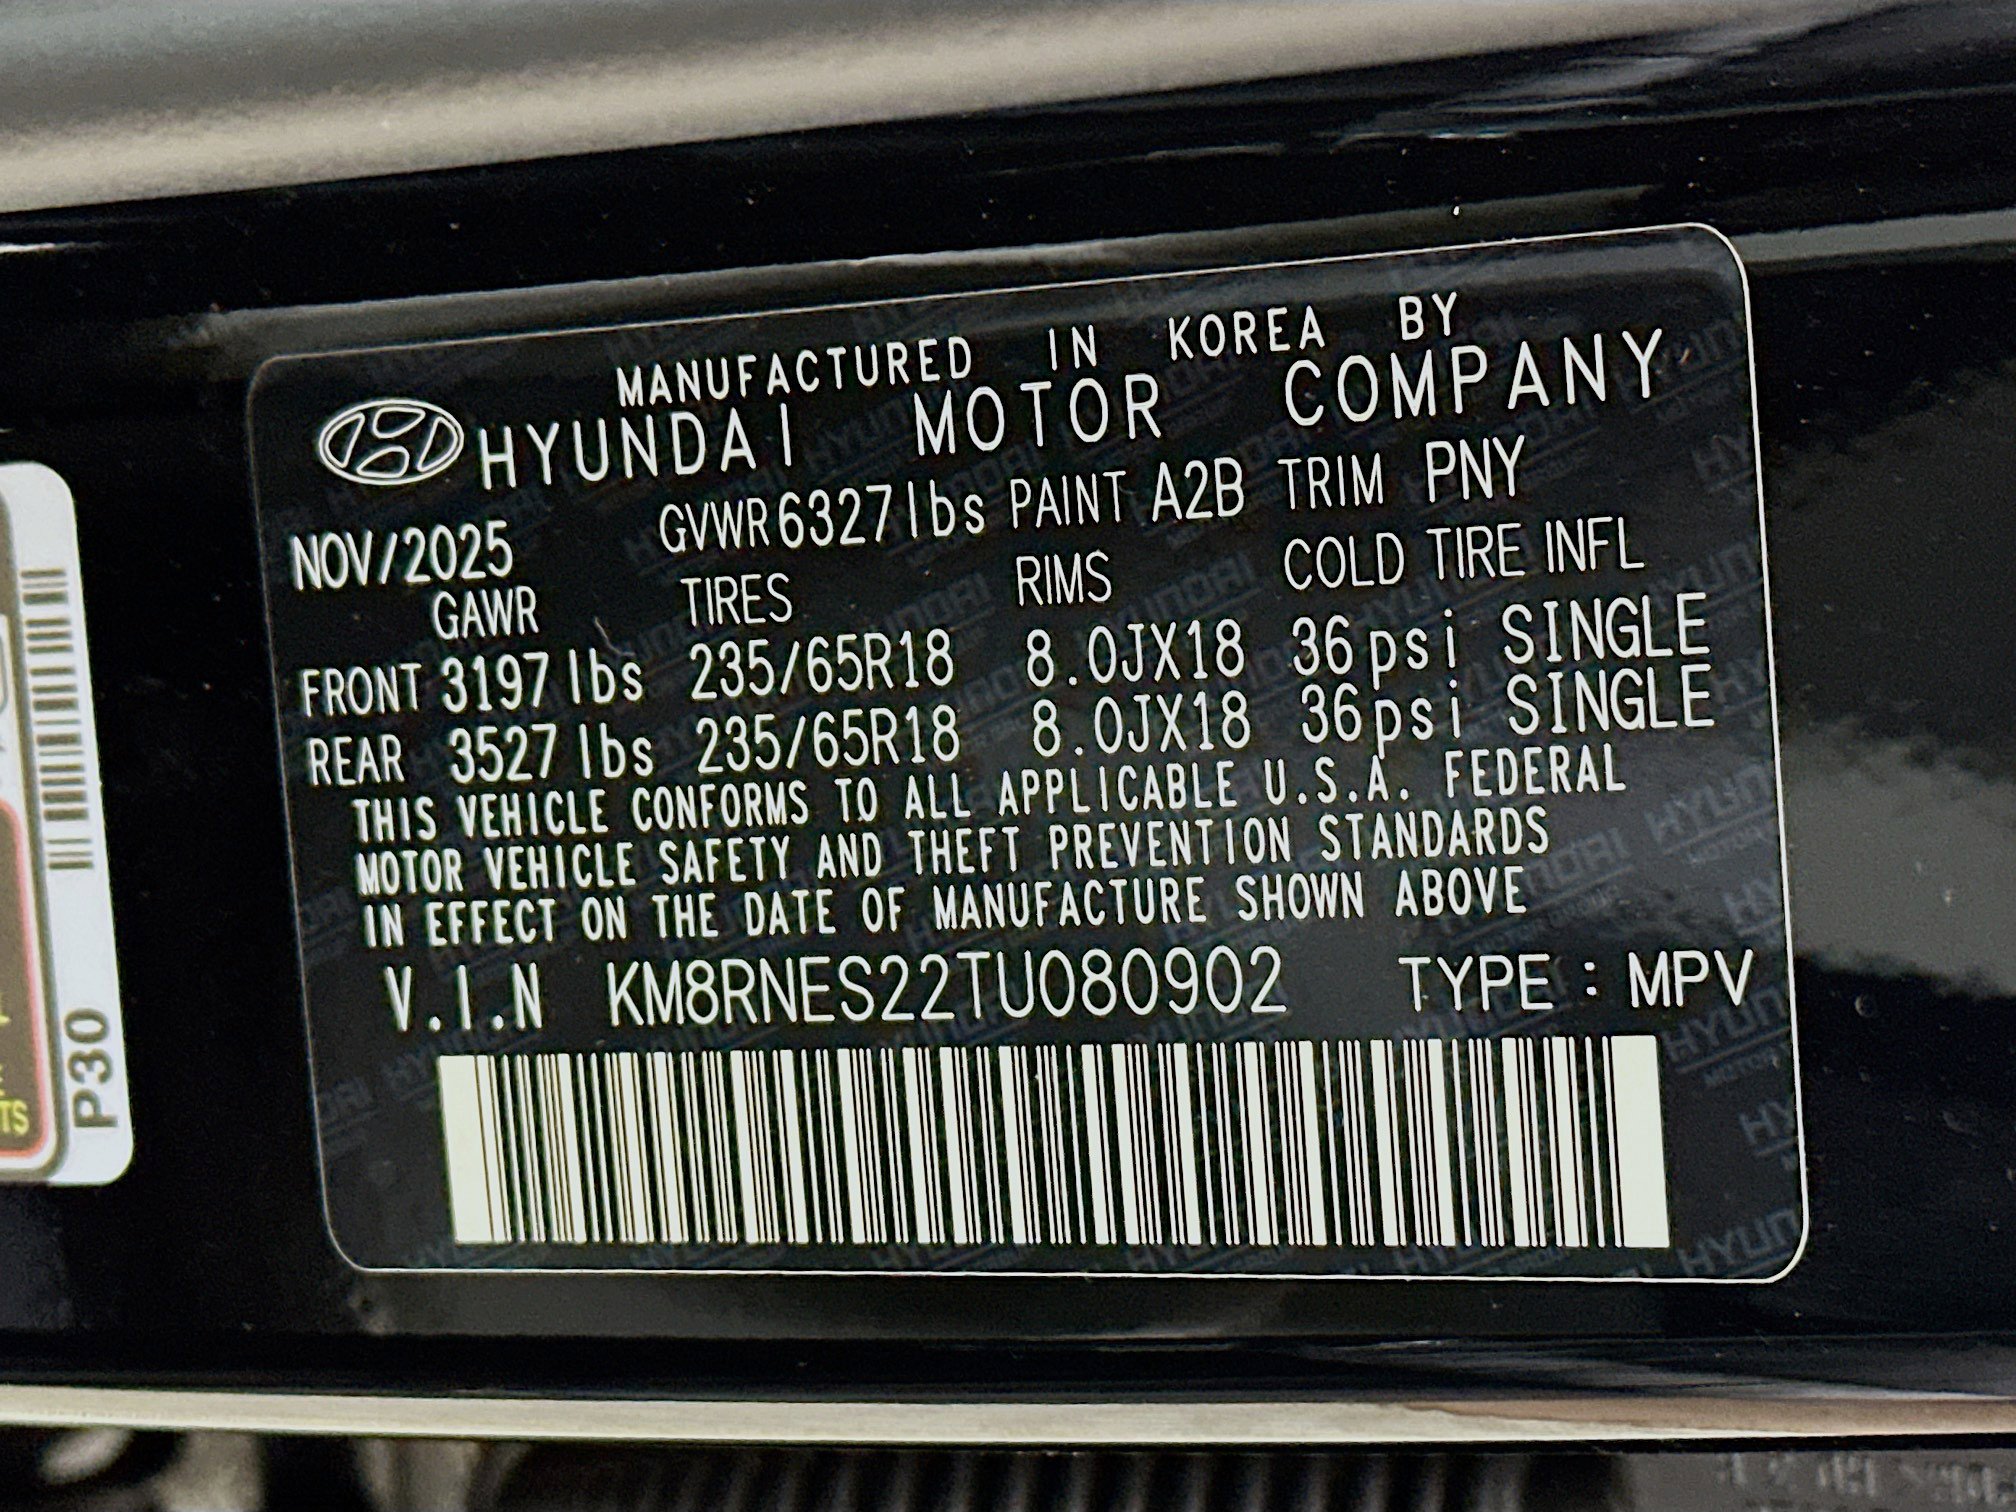 MANUFACTURED IN KOREA BY
HYUNDAI MOTOR COMPANY
NOV/2025 GVWR 6327lbs PAINT A2B TRIM PNY
GAWR TIRES RIMS COLD TIRE INFL
FRONT 3197 lbs 235/65R18 8.0JX18 36psi SINGLE
REAR 3527 lbs 235/65R18 8.0JX18 36psi SINGLE
THIS VEHICLE CONFORMS TO ALL APPLICABLE U.S.A. FEDERAL
MOTOR VEHICLE SAFETY AND THEFT PREVENTION STANDARDS
IN EFFECT ON THE DATE OF MANUFACTURE SHOWN ABOVE
V.I.N KM8RNES22TU080902 TYPE : MPV
P30